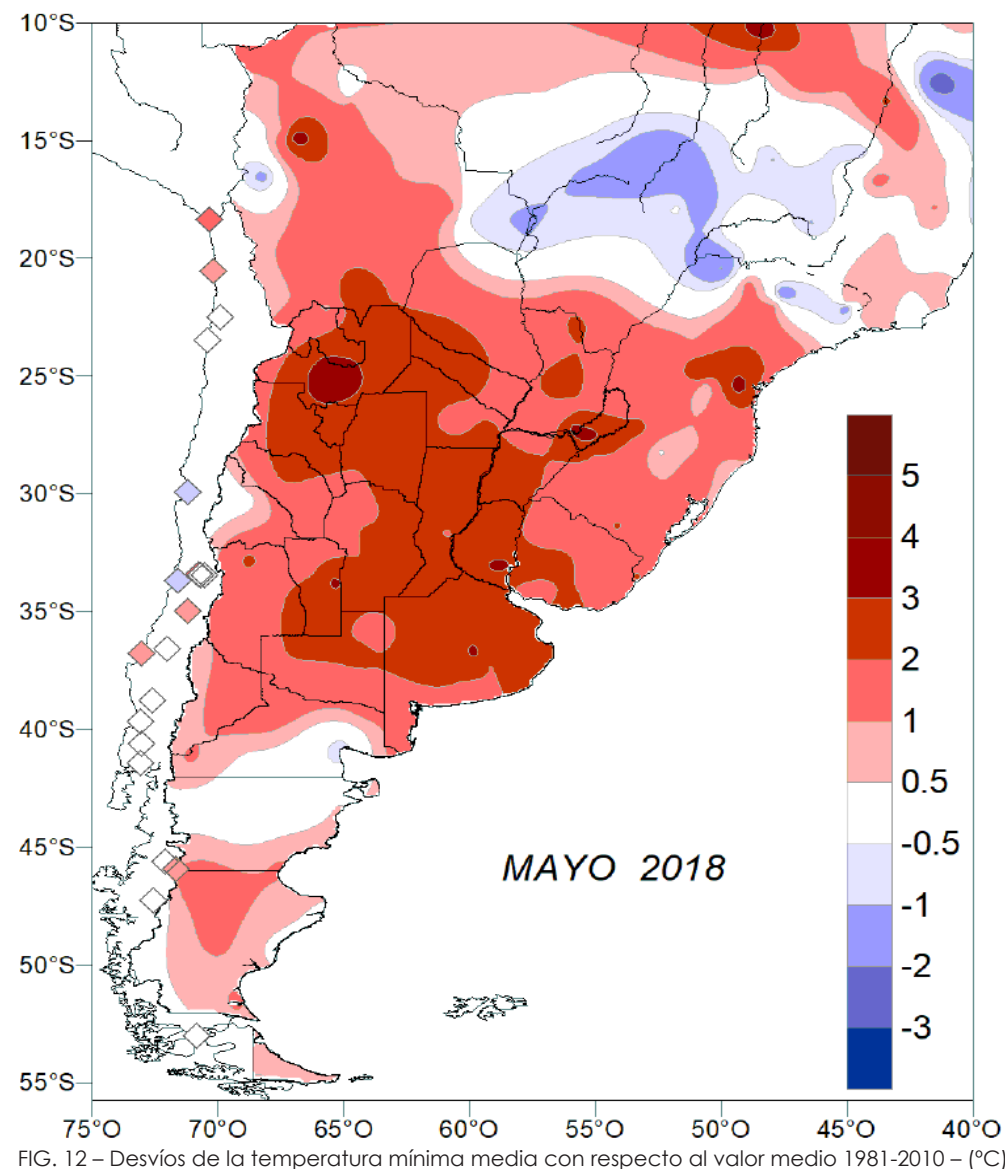 10°S
15°S
20°S
25°S
30°S
35°S
40°S
45°S
50°S
55°S
5
4
3
2
1
0.5
-0.5
-1
-2
-3
MAYO 2018
75°O 70°O 65°O 60°O 55°O 50°O 45°O 40°O
FIG. 12 – Desvíos de la temperatura mínima media con respecto al valor medio 1981-2010 – (°C)